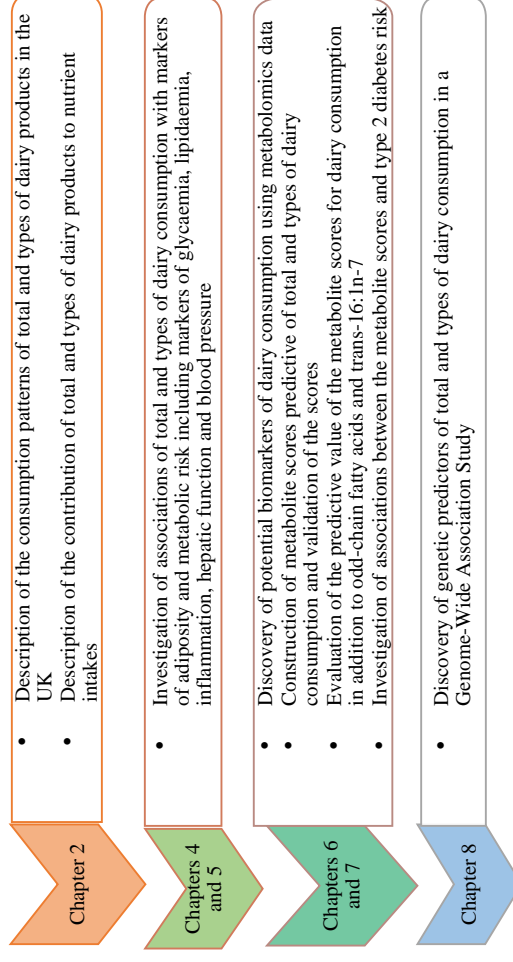 Chapter 2
• Description of the consumption patterns of total and types of dairy products in the
UK
• Description of the contribution of total and types of dairy products to nutrient
intakes
Chapters 4
and 5
• Investigation of associations of total and types of dairy consumption with markers
of adiposity and metabolic risk including markers of glycaemia, lipidaemia,
inflammation, hepatic function and blood pressure
Chapters 6
and 7
• Discovery of potential biomarkers of dairy consumption using metabolomics data
• Construction of metabolite scores predictive of total and types of dairy
consumption and validation of the scores
• Evaluation of the predictive value of the metabolite scores for dairy consumption
in addition to odd-chain fatty acids and trans-16:1n-7
• Investigation of associations between the metabolite scores and type 2 diabetes risk
Chapter 8
• Discovery of genetic predictors of total and types of dairy consumption in a
Genome-Wide Association Study